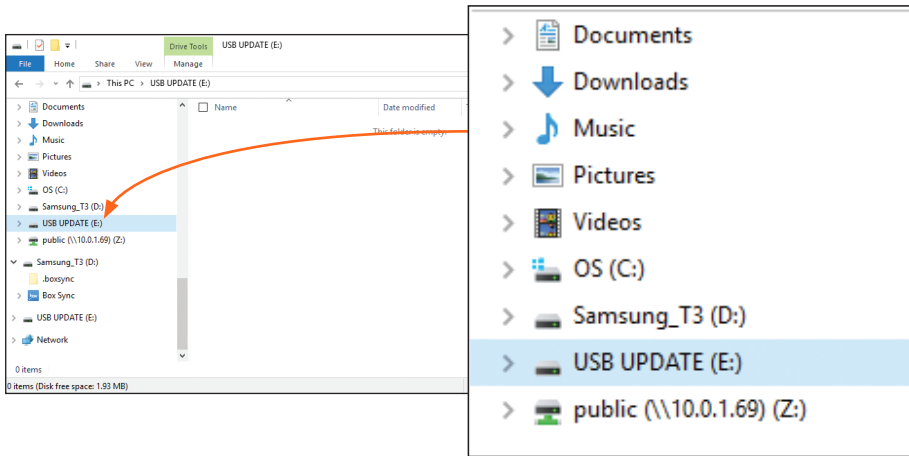 Drive Tools USB UPDATE (E:)
File Home Share View Manage
This PC > USB UPDATE (E:)
Name Date modified
This folder is empty.
Documents
Downloads
Music
Pictures
Videos
OS (C:)
Samsung_T3 (D:)
USB UPDATE (E:)
public (\\10.0.1.69) (Z:)
Samsung_T3 (D:)
.boxsync
Box Sync
USB UPDATE (E:)
Network
0 items
0 items (Disk free space: 1.93 MB)
Documents
Downloads
Music
Pictures
Videos
OS (C:)
Samsung_T3 (D:)
USB UPDATE (E:)
public (\\10.0.1.69) (Z:)